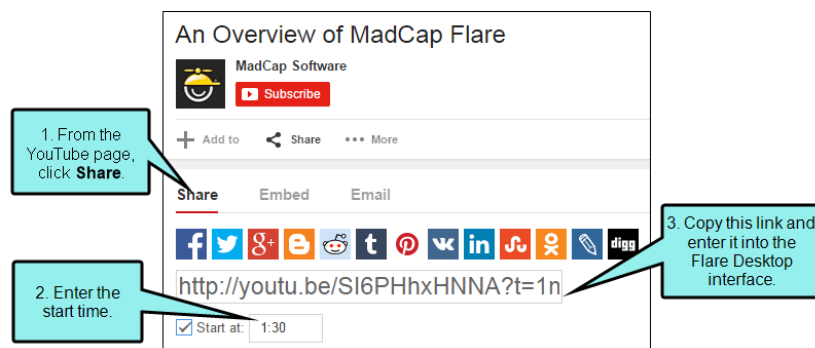 An Overview of MadCap Flare
MadCap Software
Subscribe
Add to
Share
More
1. From the
YouTube page,
click Share.
Share
Embed
Email
digg
3. Copy this link and
enter it into the
Flare Desktop
interface.
http://youtu.be/SI6PHhxHNNA?t=1n
2. Enter the
start time.
Start at:
1:30